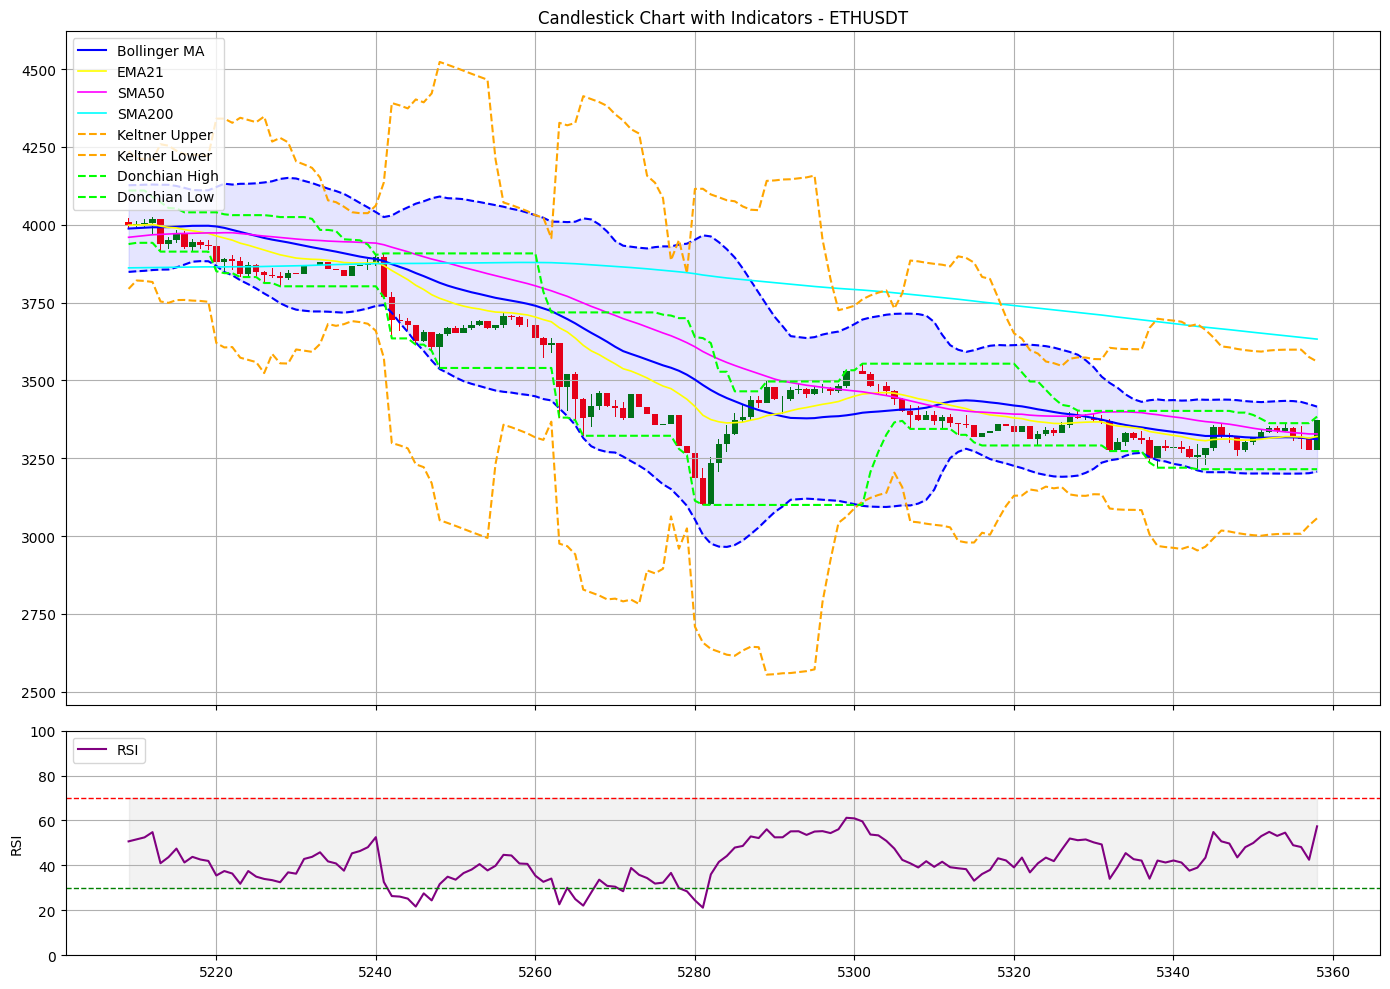 Candlestick Chart with Indicators - ETHUSDT
Bollinger MA
EMA21
SMA50
SMA200
Keltner Upper
Keltner Lower
Donchian High
Donchian Low
4500
4250
4000
3750
3500
3250
3000
2750
2500
RSI
100
80
60
40
20
0
RSI
5220
5240
5260
5280
5300
5320
5340
5360